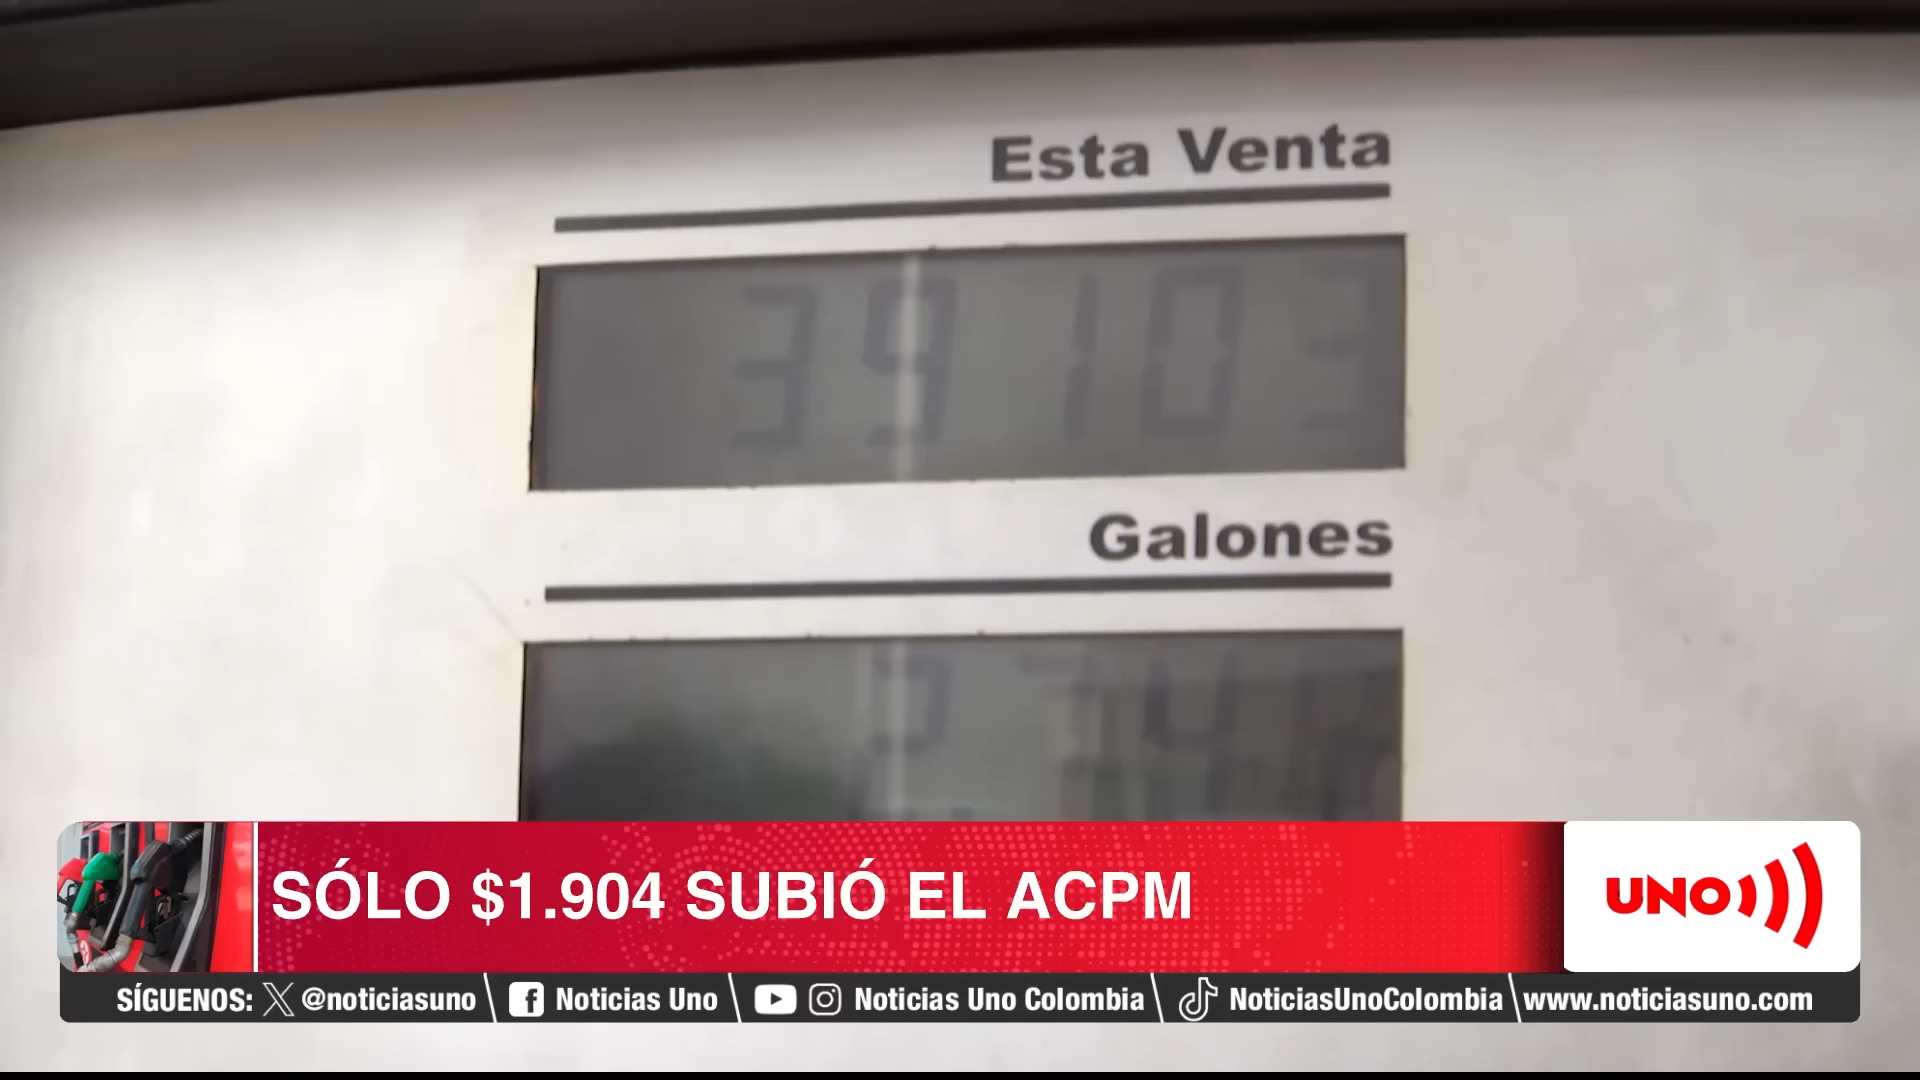 Esta Venta
39103
Galones
SÓLO $1.904 SUBIÓ EL ACPM
UNO
SÍGUENOS: @noticiasuno Noticias Uno Noticias Uno Colombia NoticiasUnoColombia www.noticiasuno.com